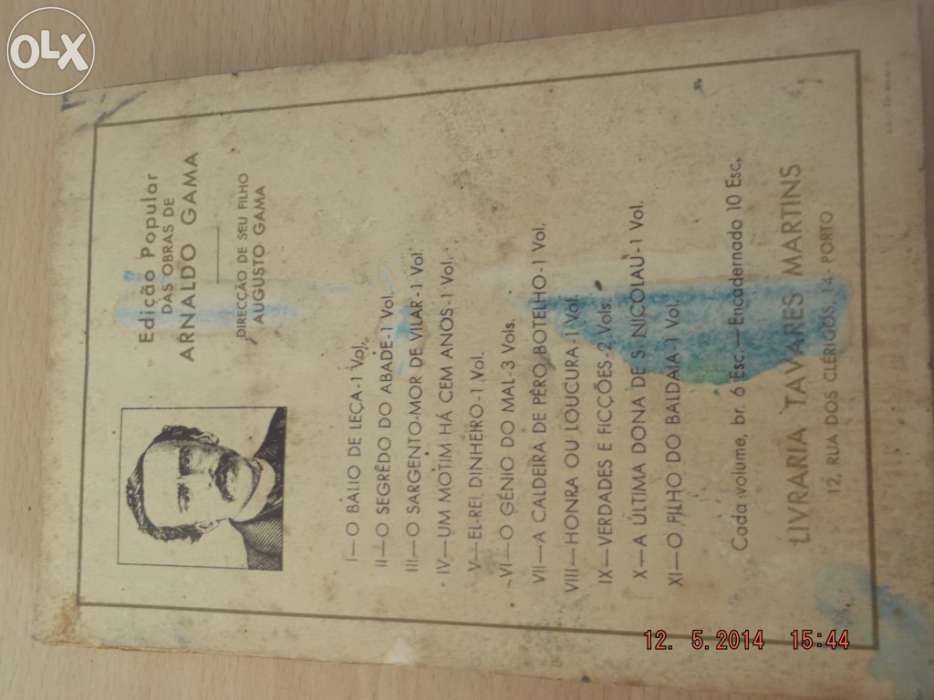 OLX
Edição Popular
DAS OBRAS DE
ARNALDO GAMA
DIRECÇÃO DE SEU FILHO
AUGUSTO GAMA
I—O BALIO DE LEÇA-1 Vol.
II—O SEGRÊDO DO ABADE-1 Vol.
III—O SARGENTO-MOR DE VILAR-1 Vol.
IV—UM MOTIM HÁ CEM ANOS-1 Vol.
V—EL-REI DINHEIRO-1 Vol.
VI—O GÉNIO DO MAL-3 Vols.
VII—A CALDEIRA DE PÊRO BOTELHO-1 Vol.
VIII—HONRA OU LOUCURA-1 Vol.
IX—VERDADES E FICÇÕES-2 Vols.
X—A ÚLTIMA DONA DE S. NICOLAU-1 Vol.
XI—O FILHO DO BALDAIA-1 Vol.
Cada volume, br. 6 Esc.—Encadernado 10 Esc.
LIVRARIA TAVARES MARTINS
12, RUA DOS CLERIGOS, 14-PORTO
12. 5.2014 15:44